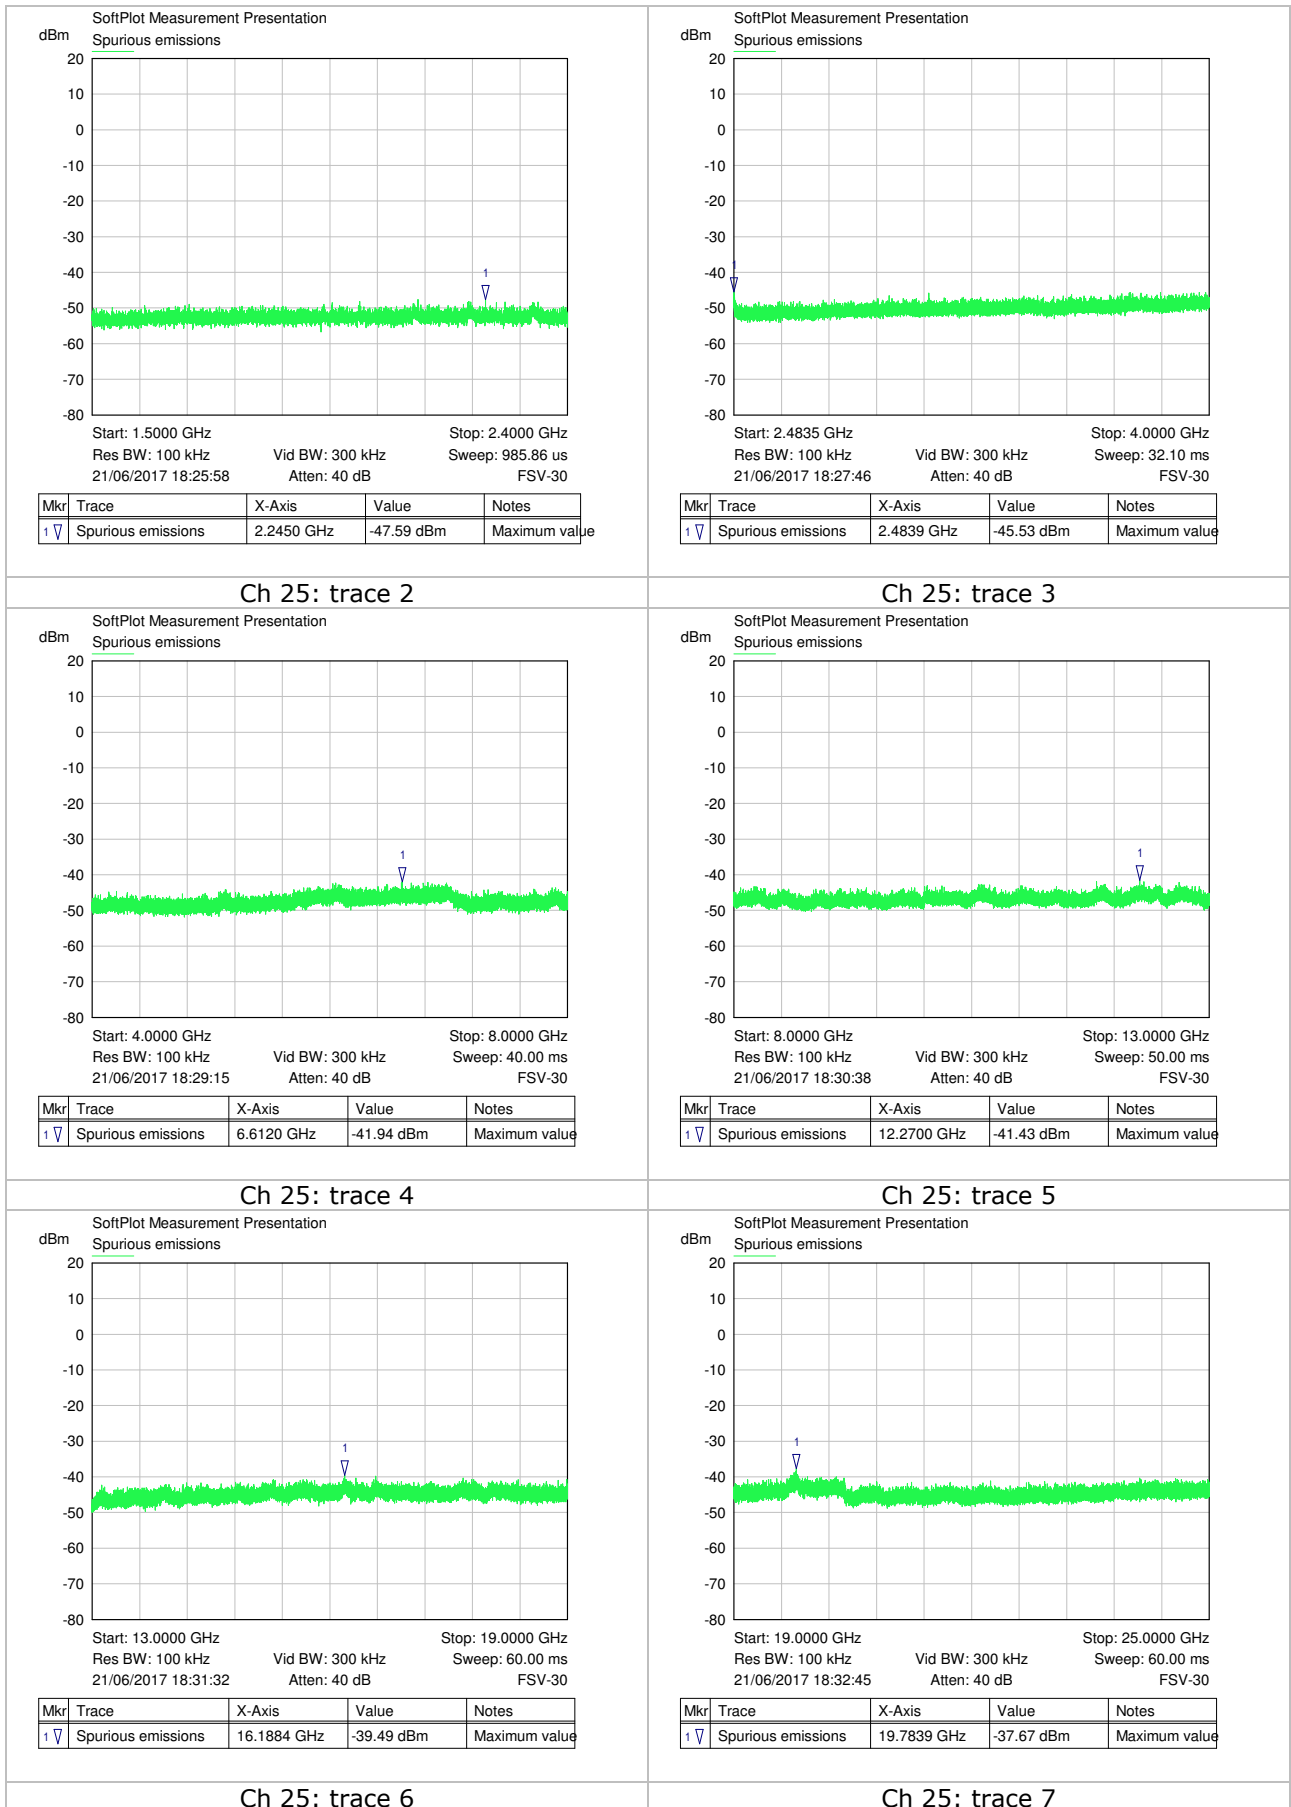 SoftPlot Measurement Presentation
dBm
Spurious emissions
20
10
0
-10
-20
-30
-40
1
-50
-60
-70
-80
Start: 1.5000 GHz Stop: 2.4000 GHz
Res BW: 100 kHz Vid BW: 300 kHz Sweep: 985.86 us
21/06/2017 18:25:58 Atten: 40 dB FSV-30
Mkr Trace X-Axis Value Notes
1 Spurious emissions 2.2450 GHz -47.59 dBm Maximum value
Ch 25: trace 2
SoftPlot Measurement Presentation
dBm
Spurious emissions
20
10
0
-10
-20
-30
1
-40
-50
-60
-70
-80
Start: 2.4835 GHz Stop: 4.0000 GHz
Res BW: 100 kHz Vid BW: 300 kHz Sweep: 32.10 ms
21/06/2017 18:27:46 Atten: 40 dB FSV-30
Mkr Trace X-Axis Value Notes
1 Spurious emissions 2.4839 GHz -45.53 dBm Maximum value
Ch 25: trace 3
SoftPlot Measurement Presentation
dBm
Spurious emissions
20
10
0
-10
-20
-30
1
-40
-50
-60
-70
-80
Start: 4.0000 GHz Stop: 8.0000 GHz
Res BW: 100 kHz Vid BW: 300 kHz Sweep: 40.00 ms
21/06/2017 18:29:15 Atten: 40 dB FSV-30
Mkr Trace X-Axis Value Notes
1 Spurious emissions 6.6120 GHz -41.94 dBm Maximum value
Ch 25: trace 4
SoftPlot Measurement Presentation
dBm
Spurious emissions
20
10
0
-10
-20
-30
1
-40
-50
-60
-70
-80
Start: 8.0000 GHz Stop: 13.0000 GHz
Res BW: 100 kHz Vid BW: 300 kHz Sweep: 50.00 ms
21/06/2017 18:30:38 Atten: 40 dB FSV-30
Mkr Trace X-Axis Value Notes
1 Spurious emissions 12.2700 GHz -41.43 dBm Maximum value
Ch 25: trace 5
SoftPlot Measurement Presentation
dBm
Spurious emissions
20
10
0
-10
-20
-30
1
-40
-50
-60
-70
-80
Start: 13.0000 GHz Stop: 19.0000 GHz
Res BW: 100 kHz Vid BW: 300 kHz Sweep: 60.00 ms
21/06/2017 18:31:32 Atten: 40 dB FSV-30
Mkr Trace X-Axis Value Notes
1 Spurious emissions 16.1884 GHz -39.49 dBm Maximum value
Ch 25: trace 6
SoftPlot Measurement Presentation
dBm
Spurious emissions
20
10
0
-10
-20
-30
1
-40
-50
-60
-70
-80
Start: 19.0000 GHz Stop: 25.0000 GHz
Res BW: 100 kHz Vid BW: 300 kHz Sweep: 60.00 ms
21/06/2017 18:32:45 Atten: 40 dB FSV-30
Mkr Trace X-Axis Value Notes
1 Spurious emissions 19.7839 GHz -37.67 dBm Maximum value
Ch 25: trace 7